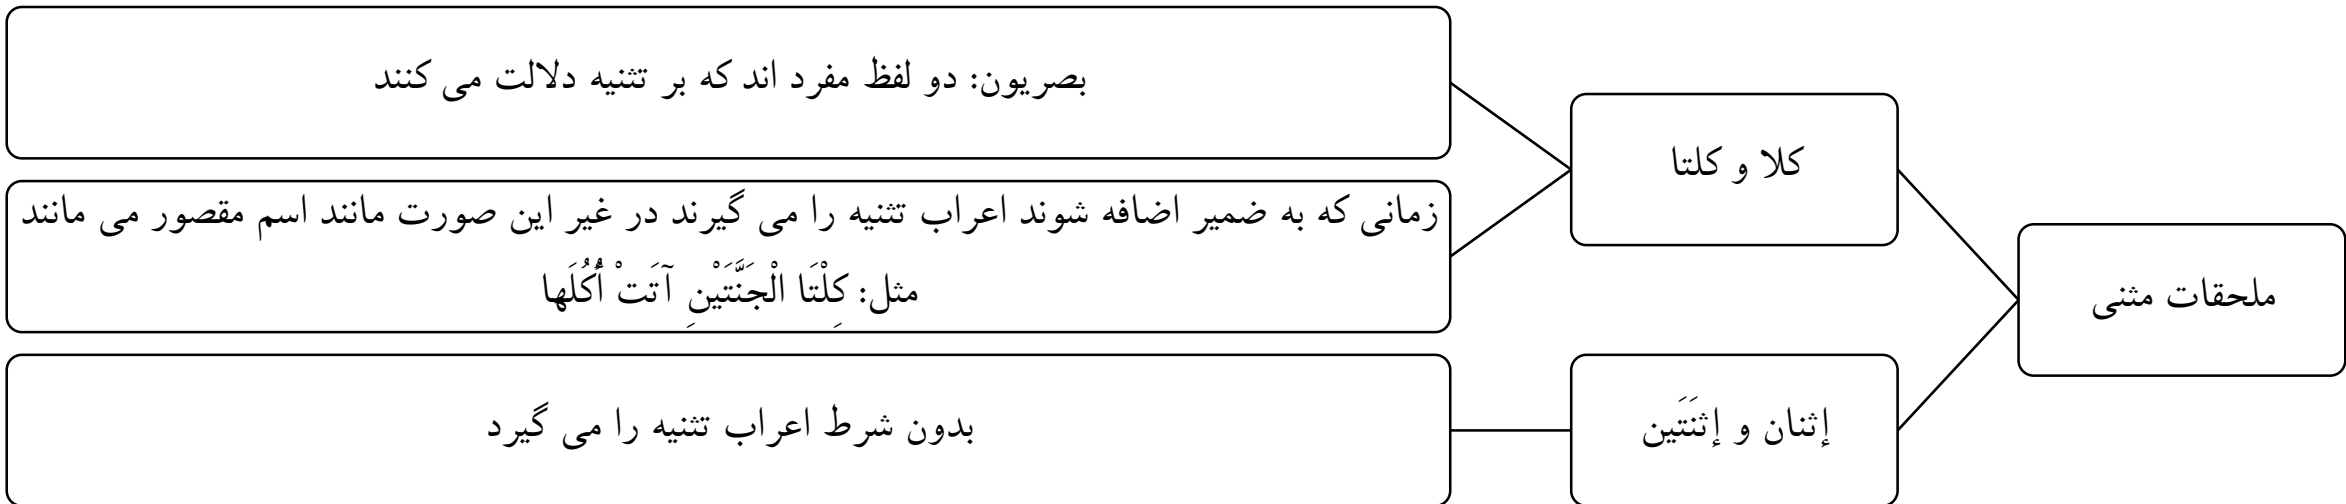 ملحقات مثنی
کلا و کلتا
بصریون: دو لفظ مفرد اند که بر تثنیه دلالت می کنند
زمانی که به ضمیر اضافه شوند اعراب تثنیه را می گیرند در غیر این صورت مانند اسم مقصور می مانند
مثل: کِلْتَا الْجَنَّتَیْنِ آتَتْ أُکُلَها
إثنان و إثنَتَین
بدون شرط اعراب تثنیه را می گیرد